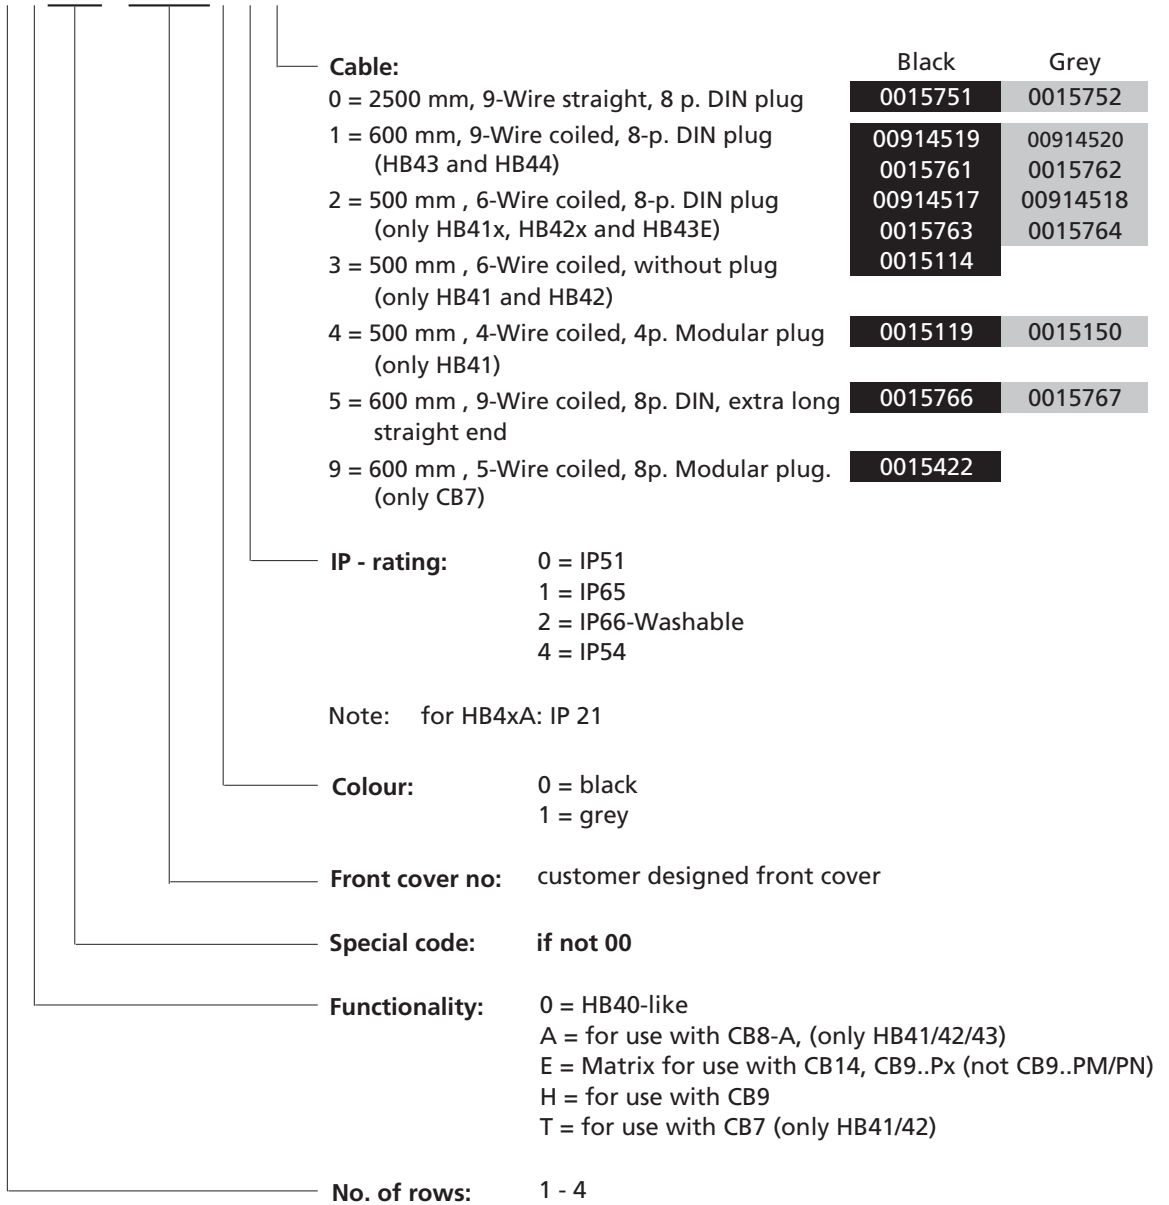 Black Grey
Cable:
0 = 2500 mm, 9-Wire straight, 8 p. DIN plug 0015751 0015752
1 = 600 mm, 9-Wire coiled, 8-p. DIN plug 00914519 00914520
(HB43 and HB44) 0015761 0015762
2 = 500 mm , 6-Wire coiled, 8-p. DIN plug 00914517 00914518
(only HB41x, HB42x and HB43E) 0015763 0015764
3 = 500 mm , 6-Wire coiled, without plug 0015114
(only HB41 and HB42)
4 = 500 mm , 4-Wire coiled, 4p. Modular plug 0015119 0015150
(only HB41)
5 = 600 mm , 9-Wire coiled, 8p. DIN, extra long 0015766 0015767
straight end
9 = 600 mm , 5-Wire coiled, 8p. Modular plug. 0015422
(only CB7)
IP - rating: 0 = IP51
1 = IP65
2 = IP66-Washable
4 = IP54
Note: for HB4xA: IP 21
Colour: 0 = black
1 = grey
Front cover no: customer designed front cover
Special code: if not 00
Functionality: 0 = HB40-like
A = for use with CB8-A, (only HB41/42/43)
E = Matrix for use with CB14, CB9..Px (not CB9..PM/PN)
H = for use with CB9
T = for use with CB7 (only HB41/42)
No. of rows: 1 - 4